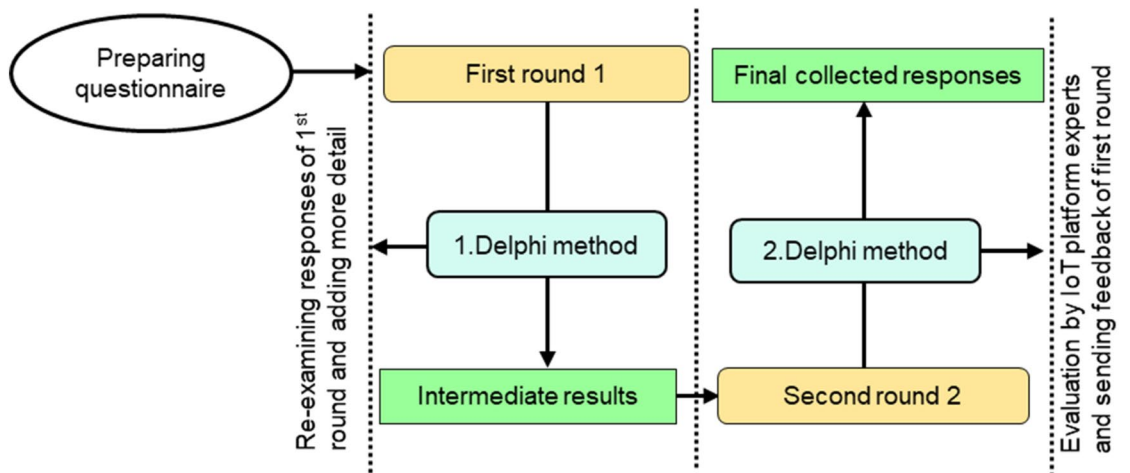 Preparing
questionnaire
First round 1
Final collected responses
Re-examining responses of 1st
round and adding more detail
1.Delphi method
2.Delphi method
Evaluation by IoT platform experts
and sending feedback of first round
Intermediate results
Second round 2